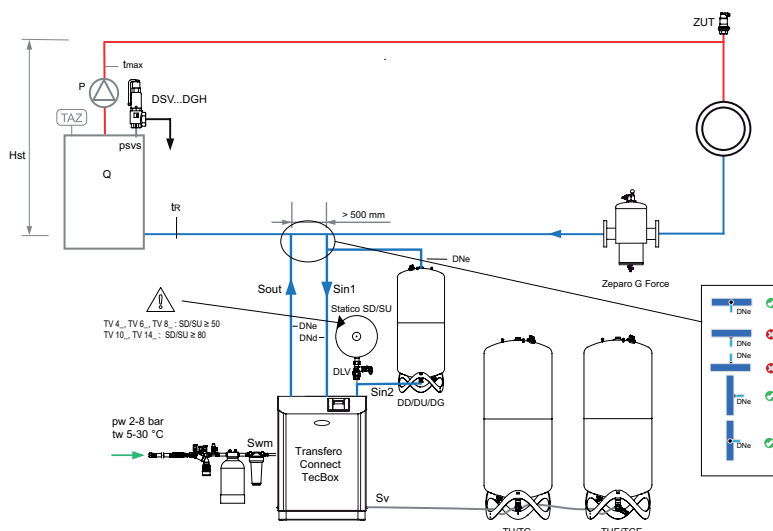 ZUT
tmax
P
DSV...DGH
TAZ
psvs
Hst
Q
tR
> 500 mm
DNe
Zeparo G Force
Sout
Sin1
Statico SD/SU
TV 4_, TV 6_, TV 8_ : SD/SU ≥ 50
TV 10_, TV 14_ : SD/SU ≥ 80
DNe
DNd
DLV
Sin2
DD/DU/DG
DNe
DNe
DNe
DNe
DNe
pw 2-8 bar
tw 5-30 °C
Swm
Transfero
Connect
TecBox
Sv